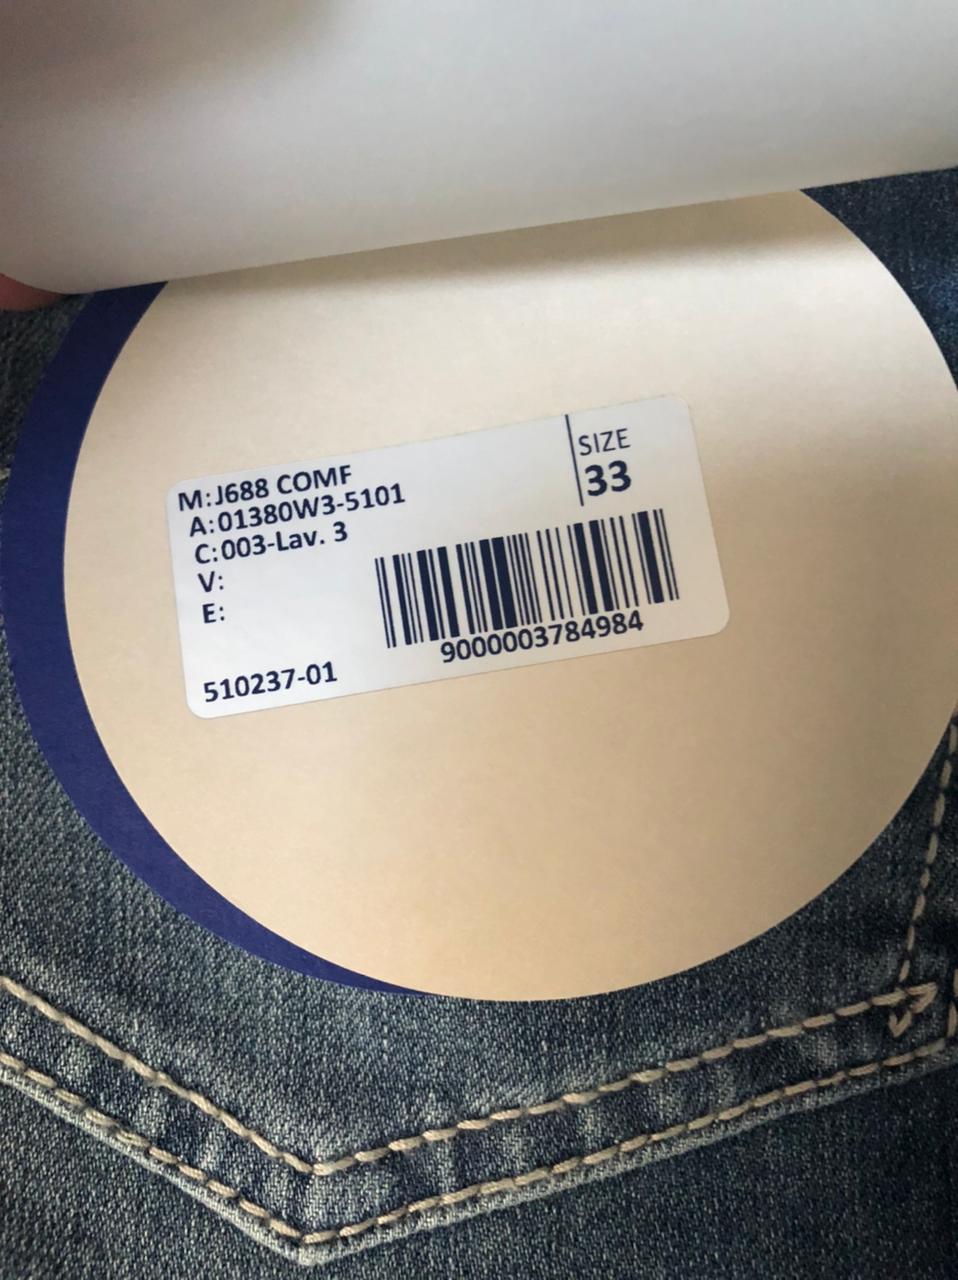 M:J688 COMF
A:01380W3-5101
C:003-Lav. 3
V:
E:
SIZE
33
9000003784984
510237-01